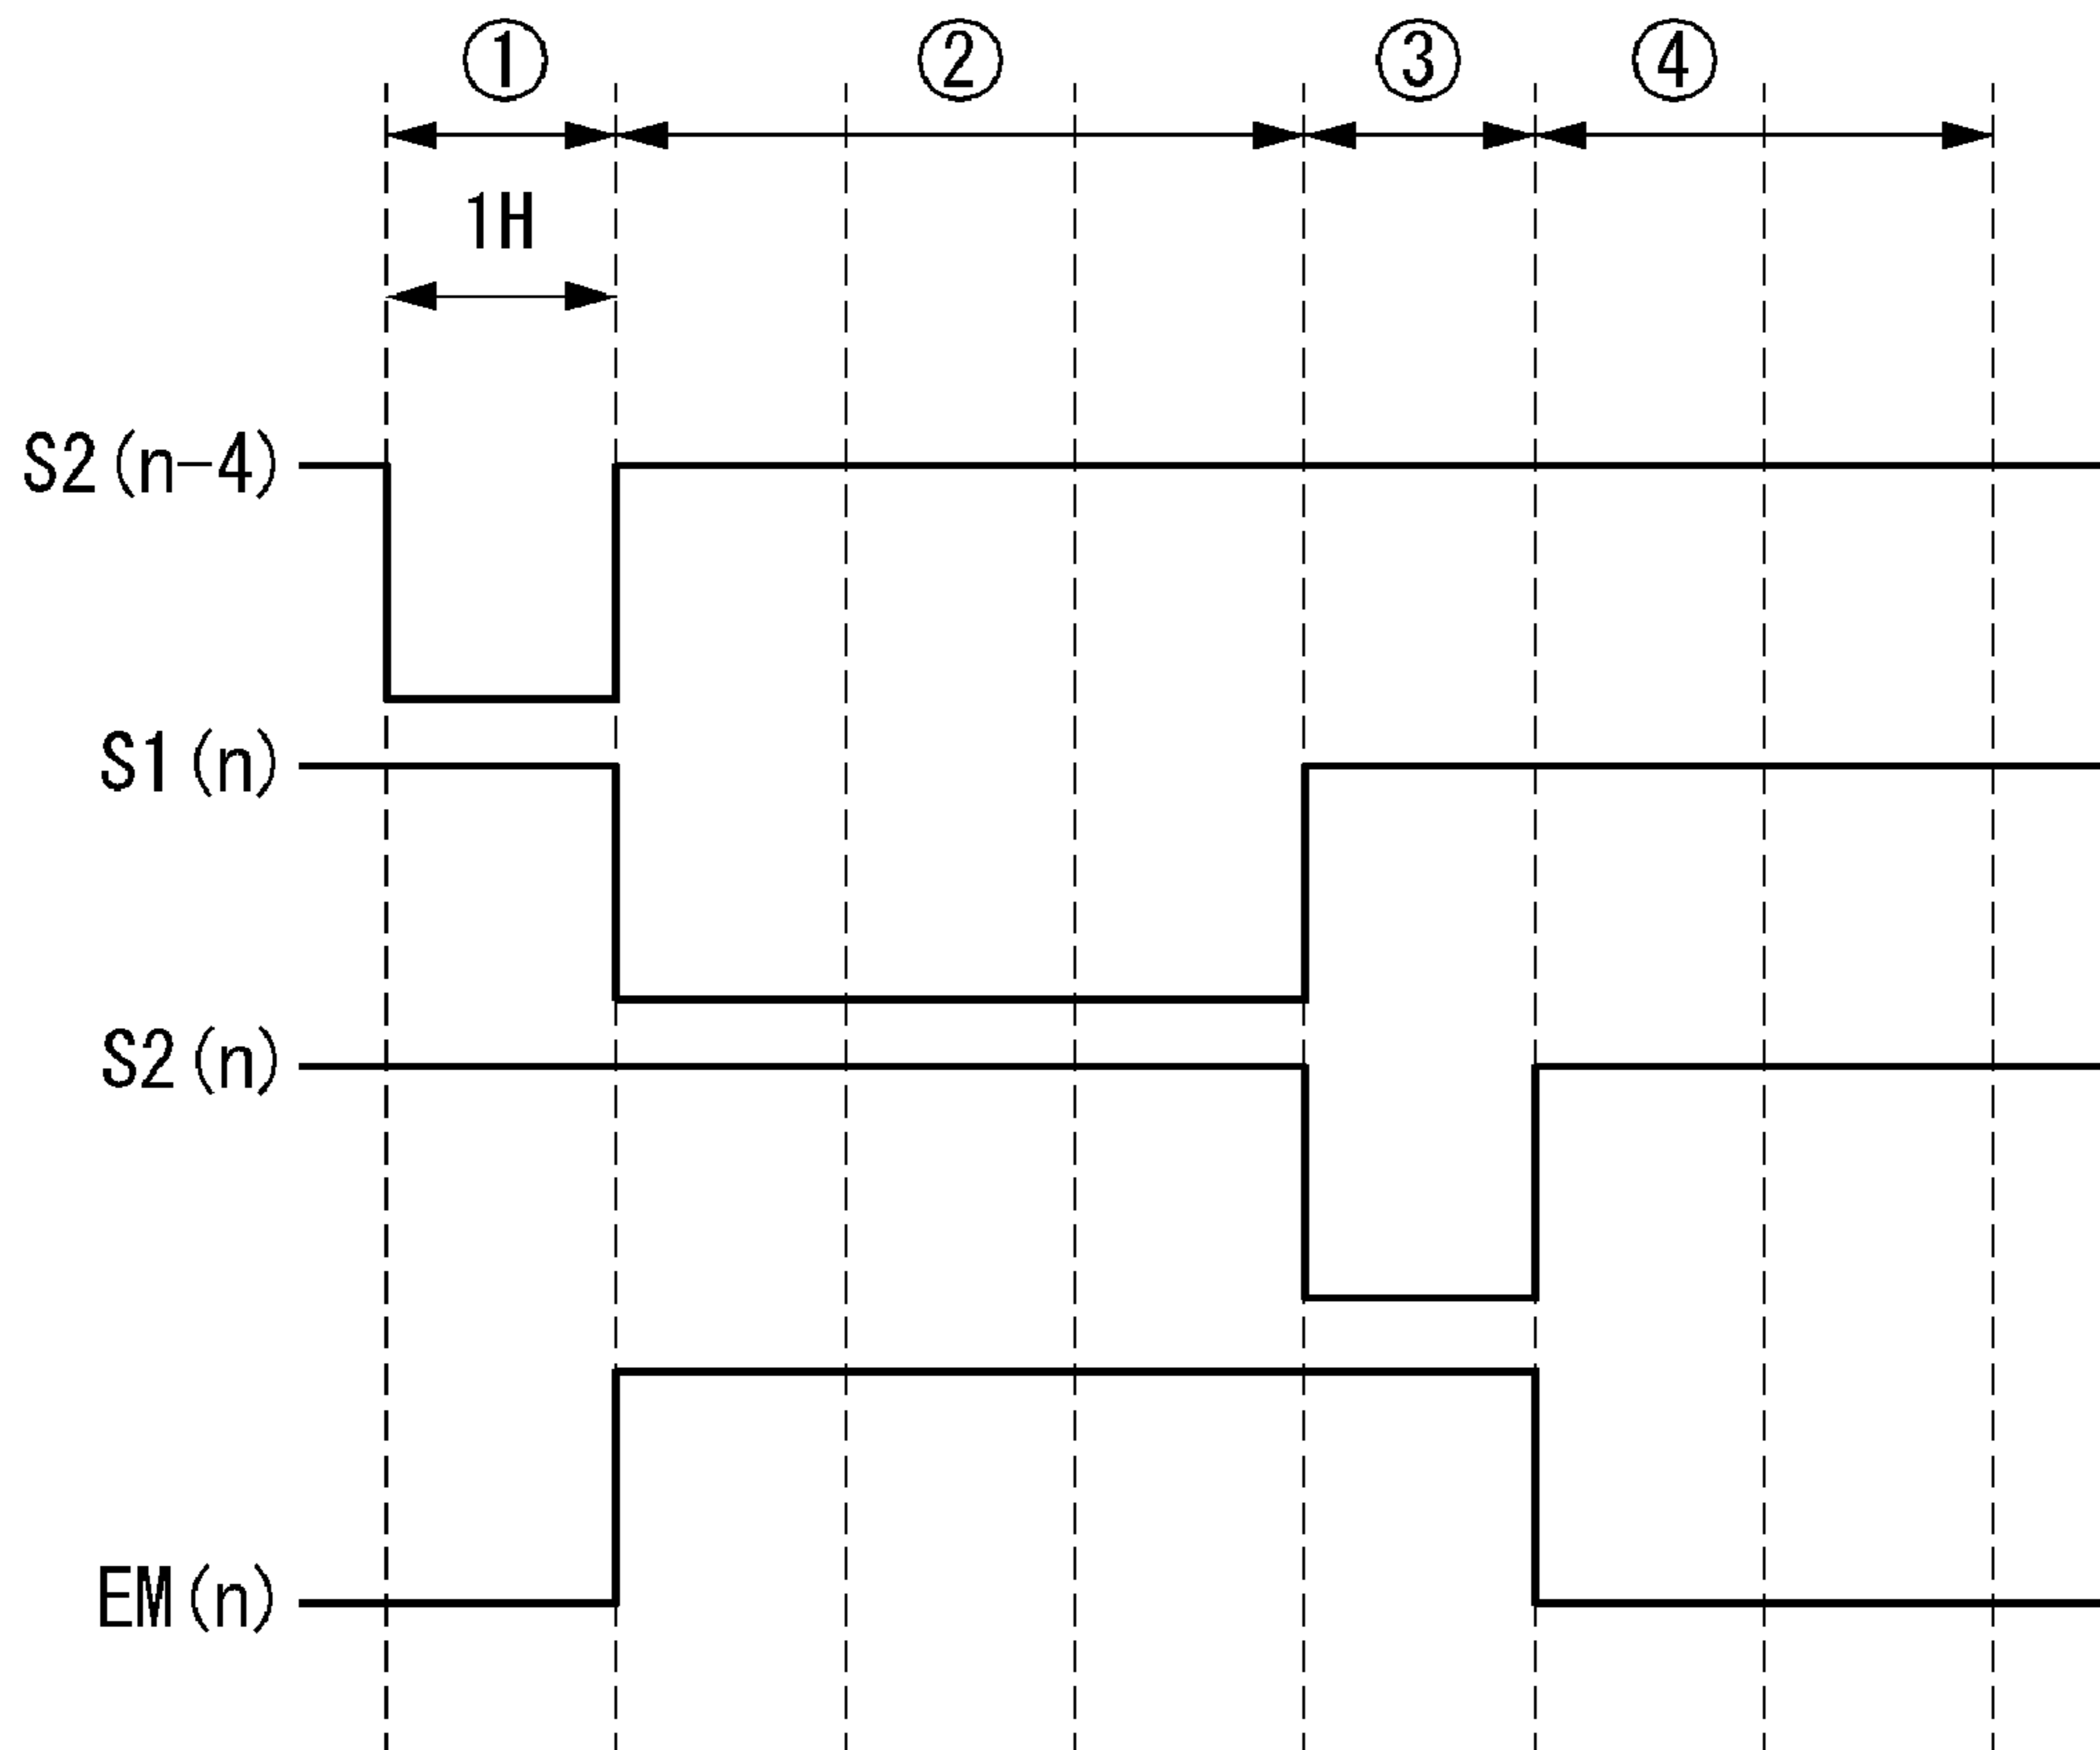 ① ② ③ ④
1H
S2(n-4)
S1(n)
S2(n)
EM(n)